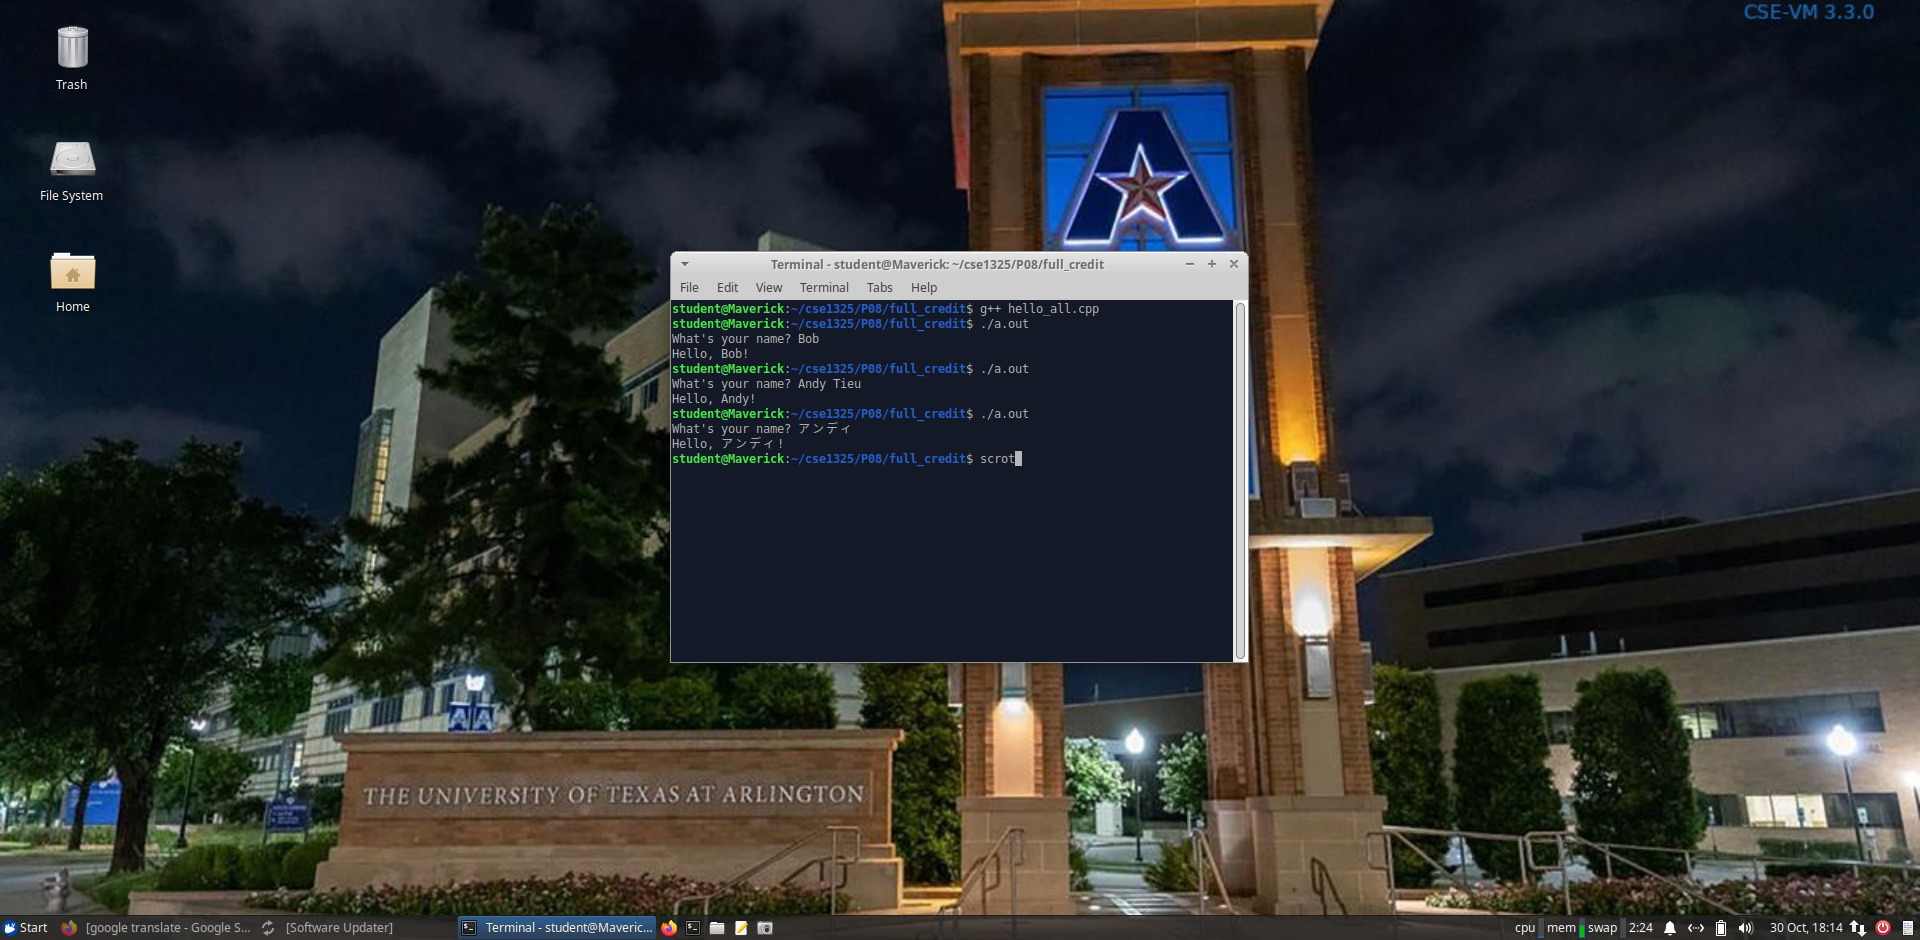 CSE-VM 3.3.0
Trash
File System
Home
Terminal - student@Maverick: ~/cse1325/P08/full_credit
File Edit View Terminal Tabs Help
student@Maverick:~/cse1325/P08/full_credit$ g++ hello_all.cpp
student@Maverick:~/cse1325/P08/full_credit$ ./a.out
What's your name? Bob
Hello, Bob!
student@Maverick:~/cse1325/P08/full_credit$ ./a.out
What's your name? Andy Tieu
Hello, Andy!
student@Maverick:~/cse1325/P08/full_credit$ ./a.out
What's your name? アンディ
Hello, アンディ!
student@Maverick:~/cse1325/P08/full_credit$ scrot
THE UNIVERSITY OF TEXAS AT ARLINGTON
Start [google translate - Google S... [Software Updater] Terminal - student@Maveric... cpu mem swap 2:24 30 Oct, 18:14